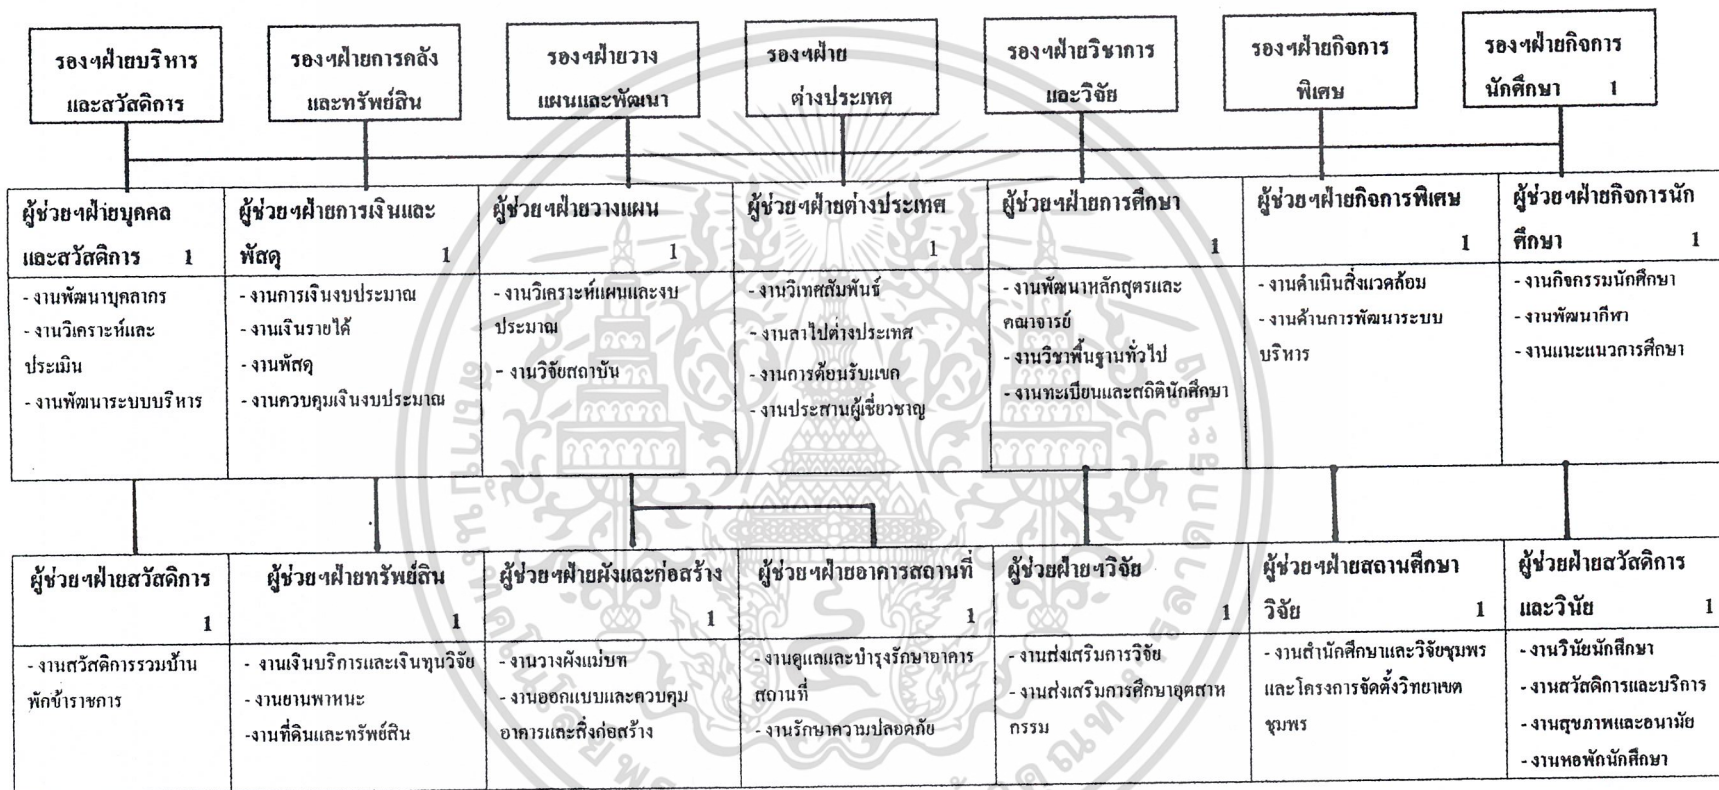 รองฯฝ่ายบริหาร
และสวัสดิการ
รองฯฝ่ายการคลัง
และทรัพย์สิน
รองฯฝ่ายวาง
แผนและพัฒนา
รองฯฝ่าย
ต่างประเทศ
รองฯฝ่ายวิชาการ
และวิจัย
รองฯฝ่ายกิจการ
พิเศษ
รองฯฝ่ายกิจการ
นักศึกษา 1
ผู้ช่วยฯฝ่ายบุคคล
และสวัสดิการ 1
- งานพัฒนาบุคลากร
- งานวิเคราะห์และ
ประเมิน
- งานพัฒนาระบบบริหาร
ผู้ช่วยฯฝ่ายการเงินและ
พัสดุ 1
- งานการเงินงบประมาณ
- งานเงินรายได้
- งานพัสดุ
- งานควบคุมเงินงบประมาณ
ผู้ช่วยฯฝ่ายวางแผน
1
- งานวิเคราะห์แผนและงบ
ประมาณ
- งานวิจัยสถาบัน
ผู้ช่วยฯฝ่ายต่างประเทศ
1
- งานวิเทศสัมพันธ์
- งานลาไปต่างประเทศ
- งานการต้อนรับแขก
- งานประสานผู้เชี่ยวชาญ
ผู้ช่วยฯฝ่ายการศึกษา
1
- งานพัฒนาหลักสูตรและ
คณาจารย์
- งานวิชาพื้นฐานทั่วไป
- งานทะเบียนและสถิตินักศึกษา
ผู้ช่วยฯฝ่ายกิจการพิเศษ
1
- งานดำเนินสิ่งแวดล้อม
- งานด้านการพัฒนาระบบ
บริหาร
ผู้ช่วยฯฝ่ายกิจการนัก
ศึกษา 1
- งานกิจกรรมนักศึกษา
- งานพัฒนากีฬา
- งานแนะแนวการศึกษา
ผู้ช่วยฯฝ่ายสวัสดิการ
1
- งานสวัสดิการรวมบ้าน
พักข้าราชการ
ผู้ช่วยฯฝ่ายทรัพย์สิน
1
- งานเงินบริการและเงินทุนวิจัย
- งานยานพาหนะ
-งานที่ดินและทรัพย์สิน
ผู้ช่วยฯฝ่ายผังและก่อสร้าง
1
- งานวางผังแม่บท
- งานออกแบบและควบคุม
อาคารและสิ่งก่อสร้าง
ผู้ช่วยฯฝ่ายอาคารสถานที่
1
- งานดูแลและบำรุงรักษาอาคาร
สถานที่
- งานรักษาความปลอดภัย
ผู้ช่วยฝ่ายฯวิจัย
1
- งานส่งเสริมการวิจัย
- งานส่งเสริมการศึกษาอุตสาห
กรรม
ผู้ช่วยฯฝ่ายสถานศึกษา
วิจัย 1
- งานสำนักศึกษาและวิจัยชุมพร
และโครงการจัดตั้งวิทยาเขต
ชุมพร
ผู้ช่วยฝ่ายสวัสดิการ
และวินัย 1
- งานวินัยนักศึกษา
- งานสวัสดิการและบริการ
- งานสุขภาพและอนามัย
- งานหอพักนักศึกษา